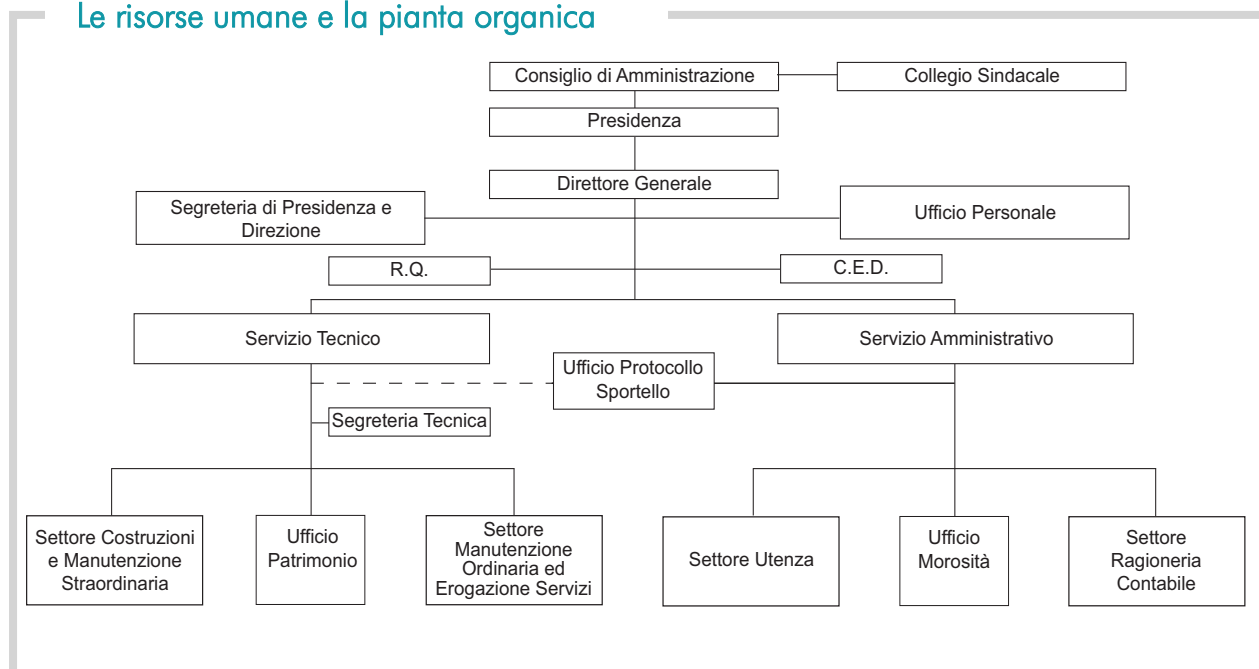 Le risorse umane e la pianta organica
Consiglio di Amministrazione
Collegio Sindacale
Presidenza
Direttore Generale
Segreteria di Presidenza e
Direzione
Ufficio Personale
R.Q.
C.E.D.
Servizio Tecnico
Servizio Amministrativo
Ufficio Protocollo
Sportello
Segreteria Tecnica
Settore Costruzioni
e Manutenzione
Straordinaria
Ufficio
Patrimonio
Settore
Manutenzione
Ordinaria ed
Erogazione Servizi
Settore Utenza
Ufficio
Morosità
Settore
Ragioneria
Contabile